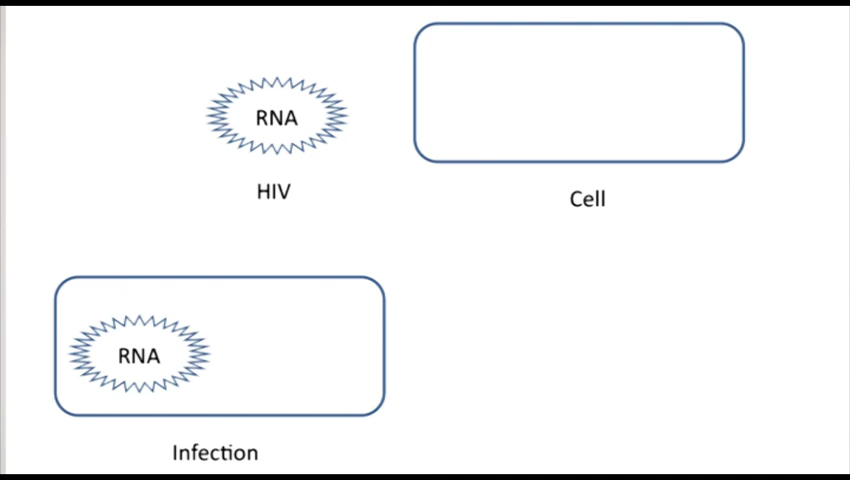 RNA
HIV
Cell
RNA
Infection